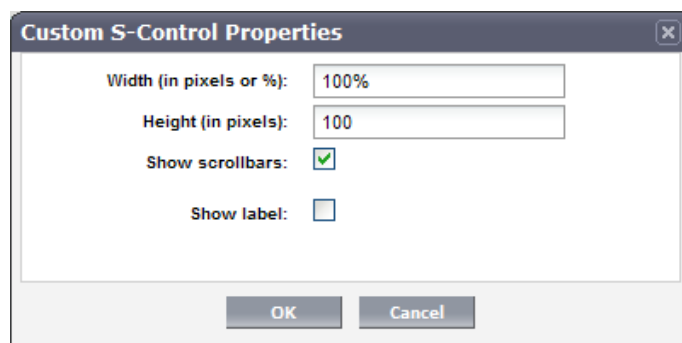 Custom S-Control Properties
Width (in pixels or %): 100%
Height (in pixels): 100
Show scrollbars:
Show label:
OK Cancel